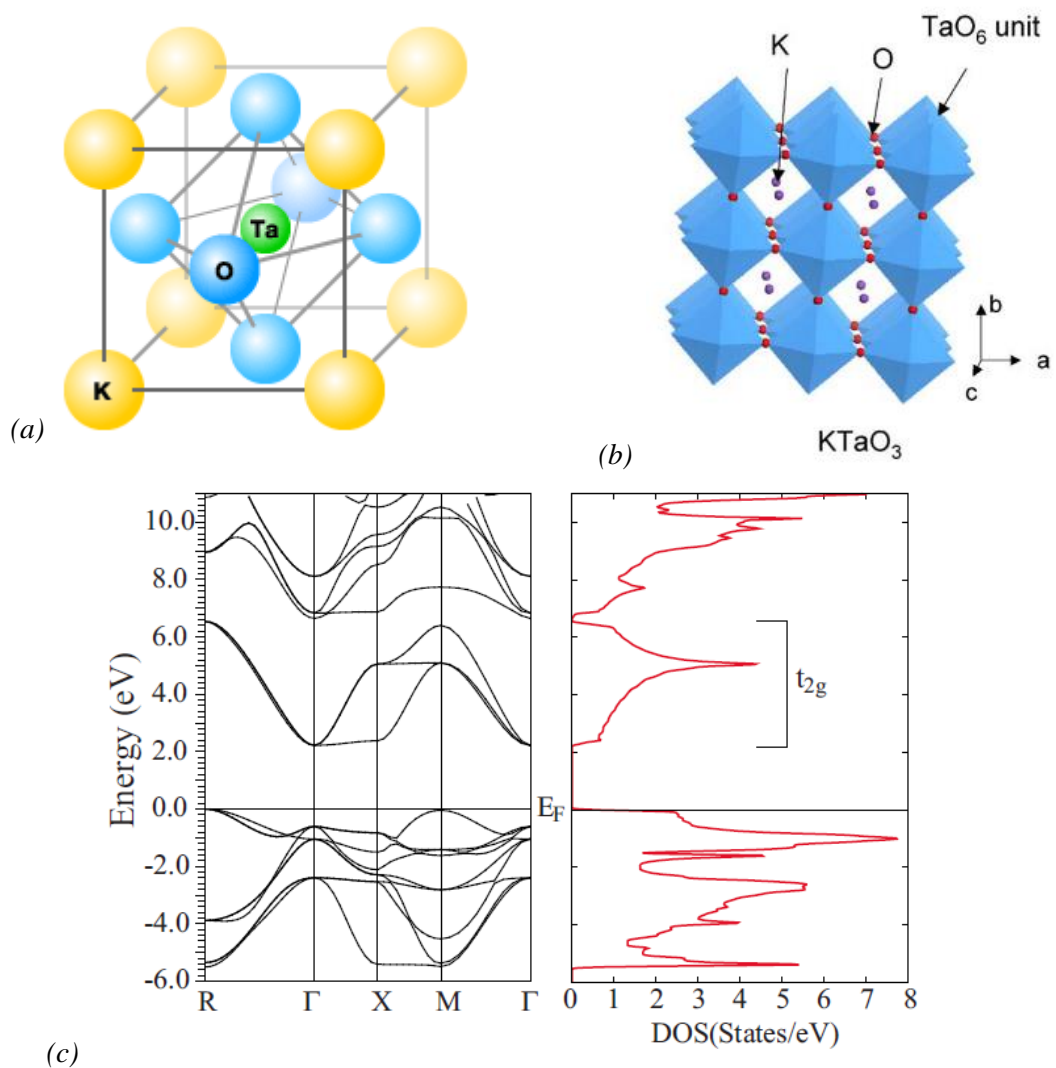 Ta
O
K
(a)
TaO₆ unit
K
O
b
a
c
KTaO₃
(b)
10.0
8.0
6.0
4.0
2.0
0.0
-2.0
-4.0
-6.0
Energy (eV)
R Γ X M Γ
t₂g
E_F
0 1 2 3 4 5 6 7 8
DOS(States/eV)
(c)